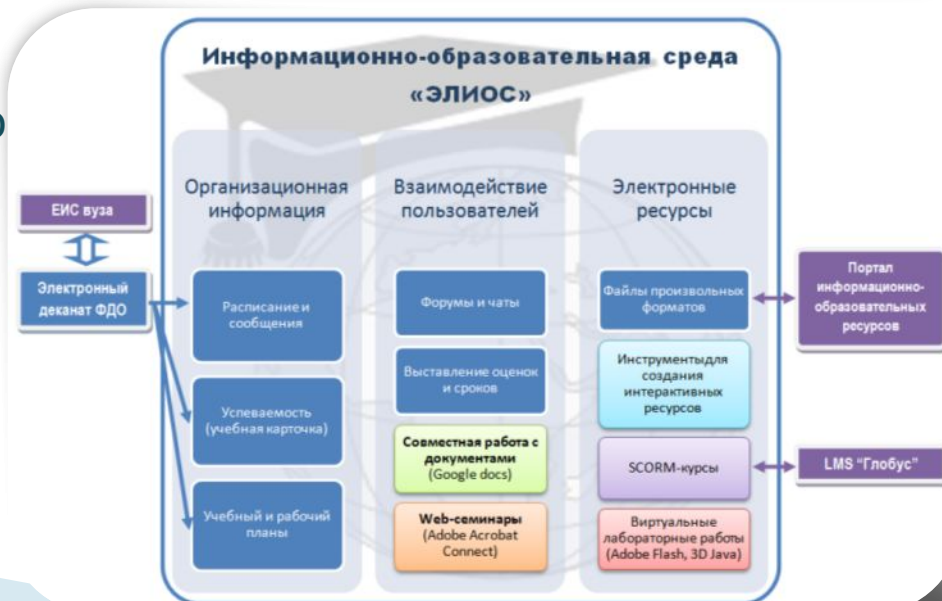 Информационно-образовательная среда
«ЭЛИОС»
ЕИС вуза
Электронный
деканат ФДО
Организационная
информация
Расписание и
сообщения
Успеваемость
(учебная карточка)
Учебный и рабочий
планы
Взаимодействие
пользователей
Форумы и чаты
Выставление оценок
и сроков
Совместная работа с
документами
(Google docs)
Web-семинары
(Adobe Acrobat
Connect)
Электронные
ресурсы
Файлы произвольных
форматов
Инструментыдля
создания
интерактивных
ресурсов
SCORM-курсы
Виртуальные
лабораторные работы
(Adobe Flash, 3D Java)
Портал
информационно-
образовательных
ресурсов
LMS "Глобус"